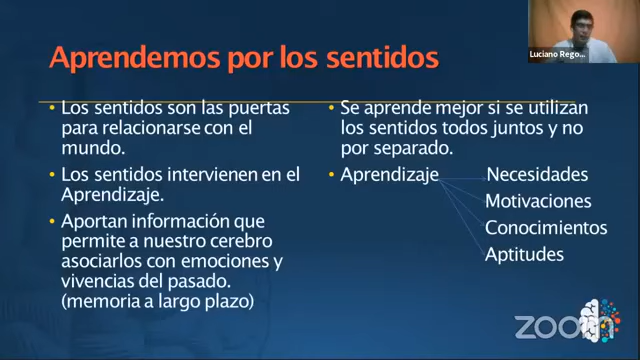 Aprendemos por los sentidos
Luciano Rego...
• Los sentidos son las puertas
para relacionarse con el
mundo.
• Los sentidos intervienen en el
Aprendizaje.
• Aportan información que
permite a nuestro cerebro
asociarlos con emociones y
vivencias del pasado.
(memoria a largo plazo)
• Se aprende mejor si se utilizan
los sentidos todos juntos y no
por separado.
• Aprendizaje
Necesidades
Motivaciones
Conocimientos
Aptitudes
zoom